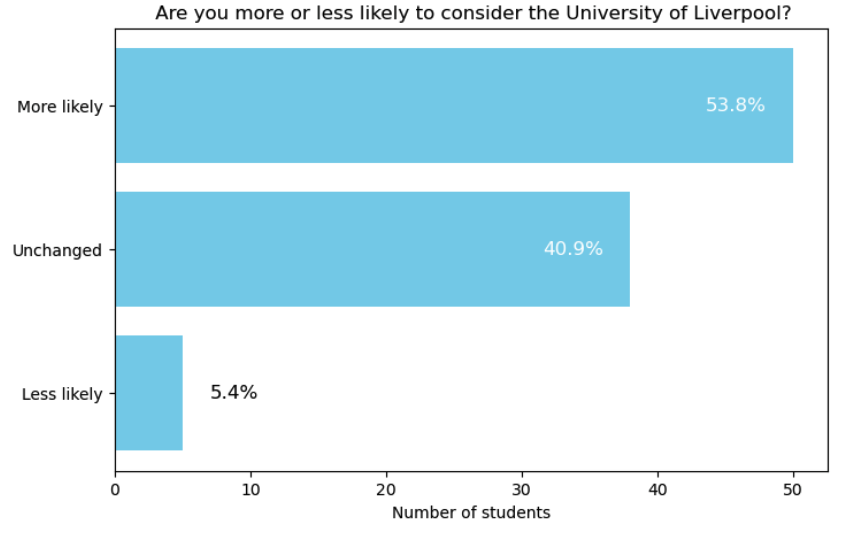 Are you more or less likely to consider the University of Liverpool?
More likely
53.8%
Unchanged
40.9%
Less likely
5.4%
0 10 20 30 40 50
Number of students